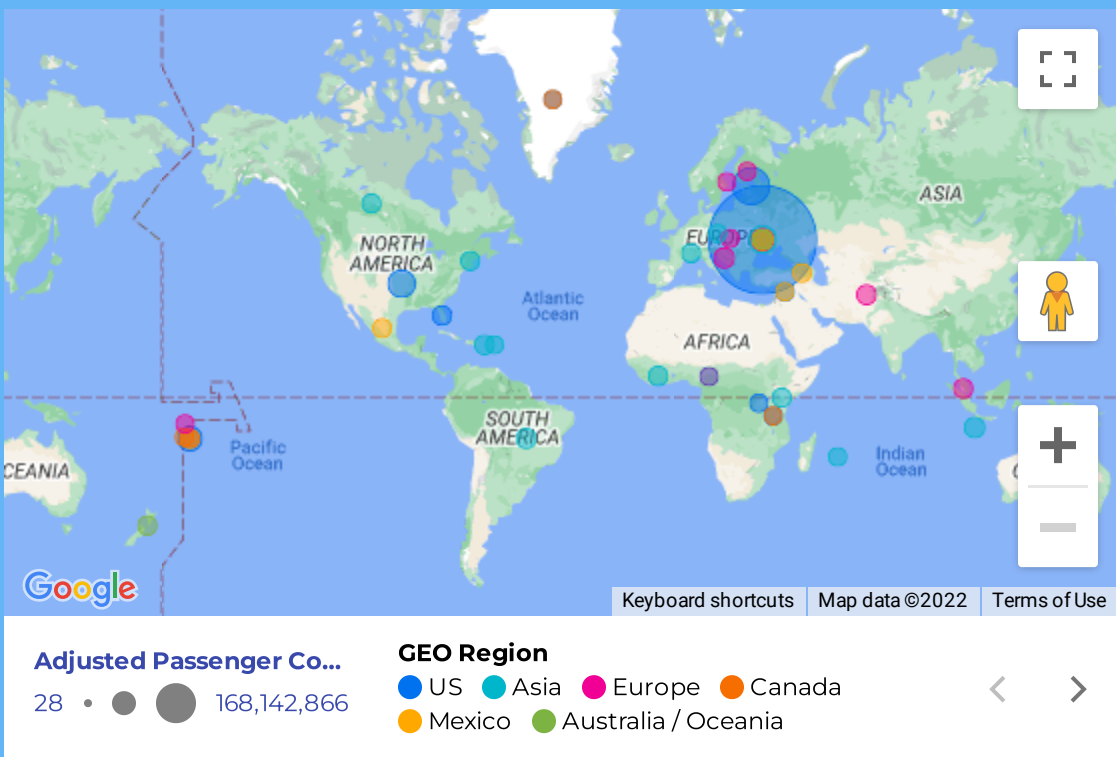 ASIA
NORTH
AMERICA
EUROPE
Atlantic
Ocean
AFRICA
SOUTH
AMERICA
Pacific
Ocean
Indian
Ocean
CEANIA
O
Google
Keyboard shortcuts
Map data ©2022
Terms of Use
Adjusted Passenger Co...
28
168,142,866
GEO Region
US
Asia
Europe
Canada
Mexico
Australia / Oceania